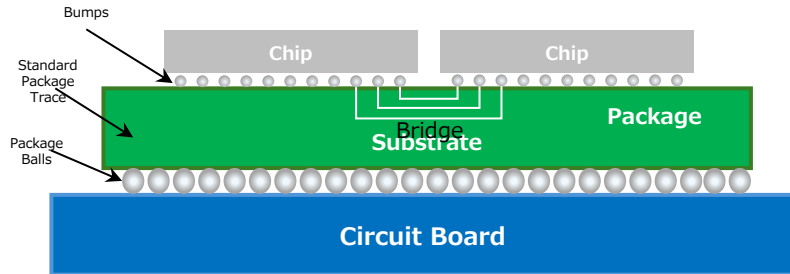 Bumps
Chip
Chip
Standard
Package
Trace
Package
Bridge
Substrate
Package
Balls
Circuit Board